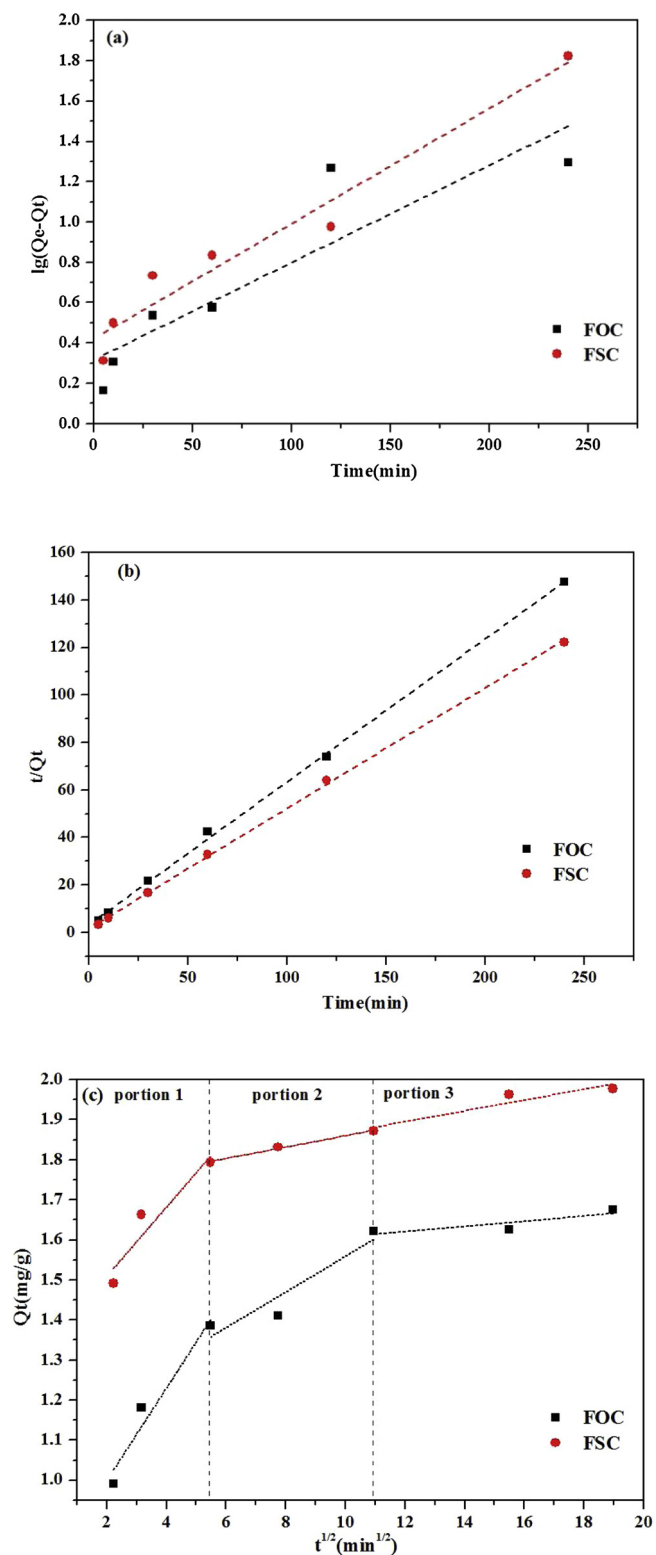 (a)
2.0
1.8
1.6
1.4
1.2
1.0
0.8
0.6
0.4
0.2
0.0
lg(Qe-Qt)
FOC
FSC
0 50 100 150 200 250
Time(min)
(b)
160
140
120
100
80
60
40
20
0
t/Qt
FOC
FSC
0 50 100 150 200 250
Time(min)
(c) portion 1 portion 2 portion 3
2.0
1.9
1.8
1.7
1.6
1.5
1.4
1.3
1.2
1.1
1.0
Qt(mg/g)
FOC
FSC
2 4 6 8 10 12 14 16 18 20
t^1/2(min^1/2)